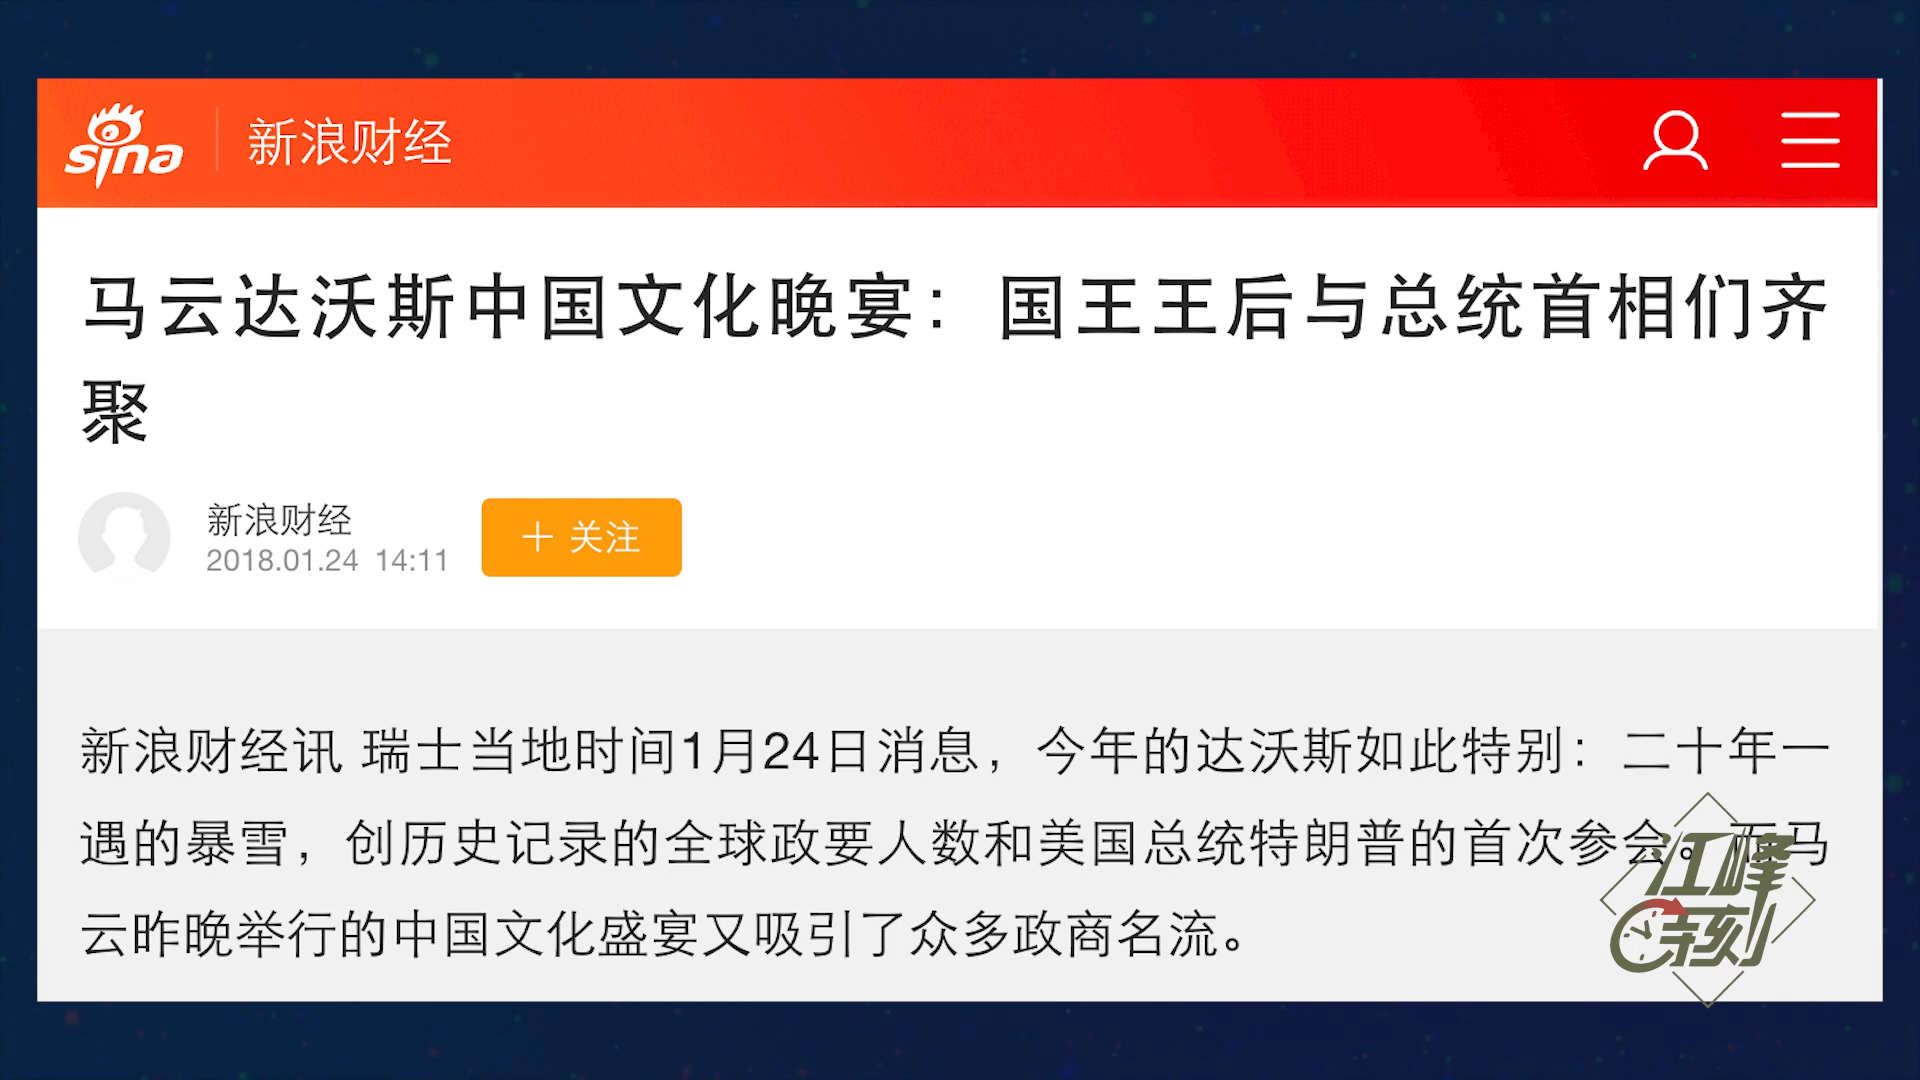 sina 新浪财经
马云达沃斯中国文化晚宴：国王王后与总统首相们齐
聚
新浪财经
2018.01.24 14:11
＋ 关注
新浪财经讯 瑞士当地时间1月24日消息，今年的达沃斯如此特别：二十年一
遇的暴雪，创历史记录的全球政要人数和美国总统特朗普的首次参会。而马
云昨晚举行的中国文化盛宴又吸引了众多政商名流。
江峰
时刻